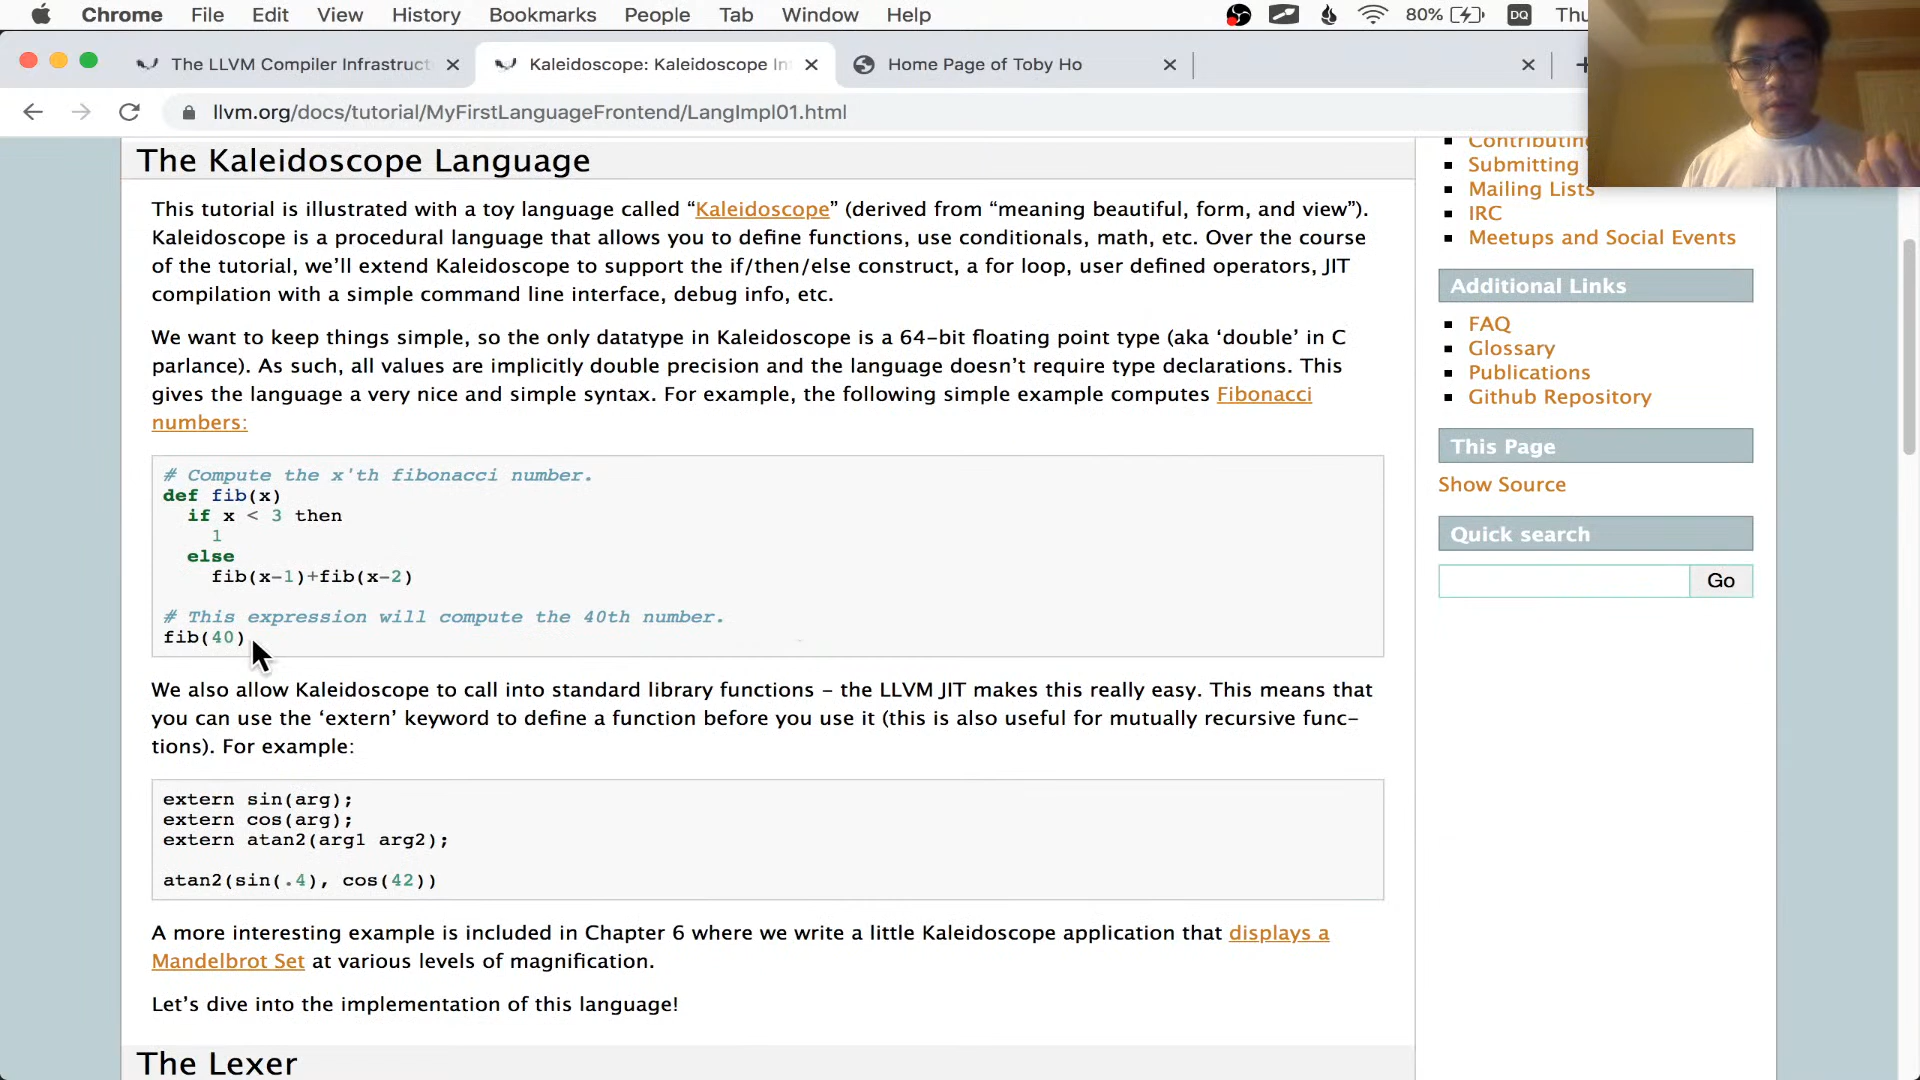 Chrome File Edit View History Bookmarks People Tab Window Help 80% DQ Thu
The LLVM Compiler Infrastruct Kaleidoscope: Kaleidoscope In Home Page of Toby Ho
llvm.org/docs/tutorial/MyFirstLanguageFrontend/LangImpl01.html
The Kaleidoscope Language
This tutorial is illustrated with a toy language called “Kaleidoscope” (derived from “meaning beautiful, form, and view”).
Kaleidoscope is a procedural language that allows you to define functions, use conditionals, math, etc. Over the course
of the tutorial, we’ll extend Kaleidoscope to support the if/then/else construct, a for loop, user defined operators, JIT
compilation with a simple command line interface, debug info, etc.
We want to keep things simple, so the only datatype in Kaleidoscope is a 64-bit floating point type (aka ‘double’ in C
parlance). As such, all values are implicitly double precision and the language doesn’t require type declarations. This
gives the language a very nice and simple syntax. For example, the following simple example computes Fibonacci
numbers:
# Compute the x'th fibonacci number.
def fib(x)
if x < 3 then
1
else
fib(x-1)+fib(x-2)
# This expression will compute the 40th number.
fib(40)
We also allow Kaleidoscope to call into standard library functions – the LLVM JIT makes this really easy. This means that
you can use the ‘extern’ keyword to define a function before you use it (this is also useful for mutually recursive func-
tions). For example:
extern sin(arg);
extern cos(arg);
extern atan2(arg1 arg2);
atan2(sin(.4), cos(42))
A more interesting example is included in Chapter 6 where we write a little Kaleidoscope application that displays a
Mandelbrot Set at various levels of magnification.
Let’s dive into the implementation of this language!
The Lexer
Contributing
Submitting
Mailing Lists
IRC
Meetups and Social Events
Additional Links
FAQ
Glossary
Publications
Github Repository
This Page
Show Source
Quick search
Go